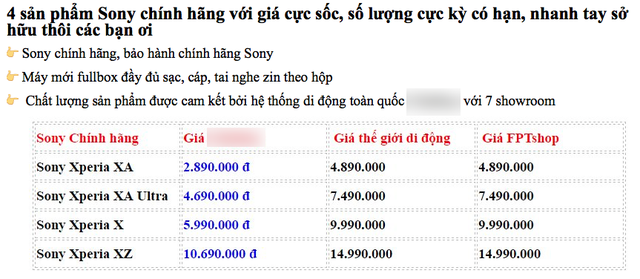 4 sản phẩm Sony chính hãng với giá cực sốc, số lượng cực kỳ có hạn, nhanh tay sở
hữu thôi các bạn ơi
👉 Sony chính hãng, bảo hành chính hãng Sony
👉 Máy mới fullbox đầy đủ sạc, cáp, tai nghe zin theo hộp
👉 Chất lượng sản phẩm được cam kết bởi hệ thống di động toàn quốc với 7 showroom
Sony Chính hãng Giá Giá thế giới di động Giá FPTshop
Sony Xperia XA 2.890.000 đ 4.890.000 4.890.000
Sony Xperia XA Ultra 4.690.000 đ 7.490.000 7.490.000
Sony Xperia X 5.990.000 đ 9.990.000 9.990.000
Sony Xperia XZ 10.690.000 đ 14.990.000 14.990.000